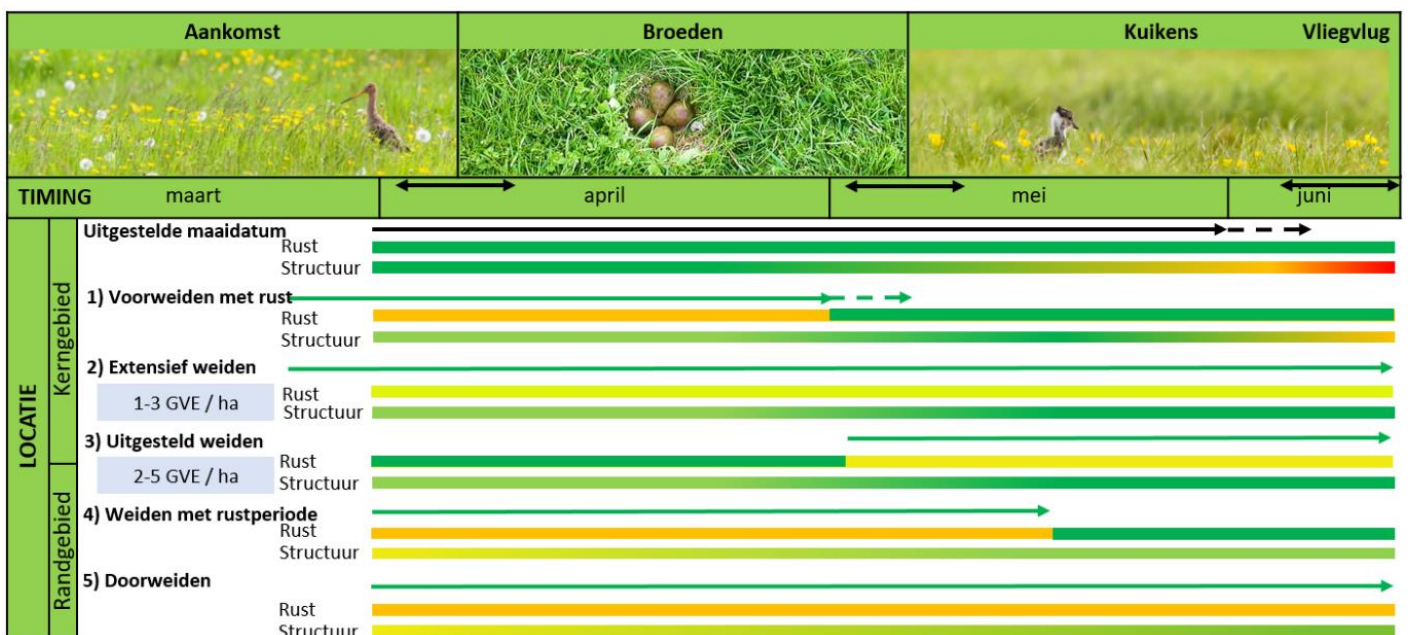 Aankomst Broeden Kuikens Vliegvlug
TIMING maart april mei juni
LOCATIE
Kerngebied
Uitgestelde maaidatum
Rust
Structuur
1) Voorweiden met rust
Rust
Structuur
2) Extensief weiden
1-3 GVE / ha
Rust
Structuur
3) Uitgesteld weiden
2-5 GVE / ha
Rust
Structuur
Randgebied
4) Weiden met rustperiode
Rust
Structuur
5) Doorweiden
Rust
Structuur